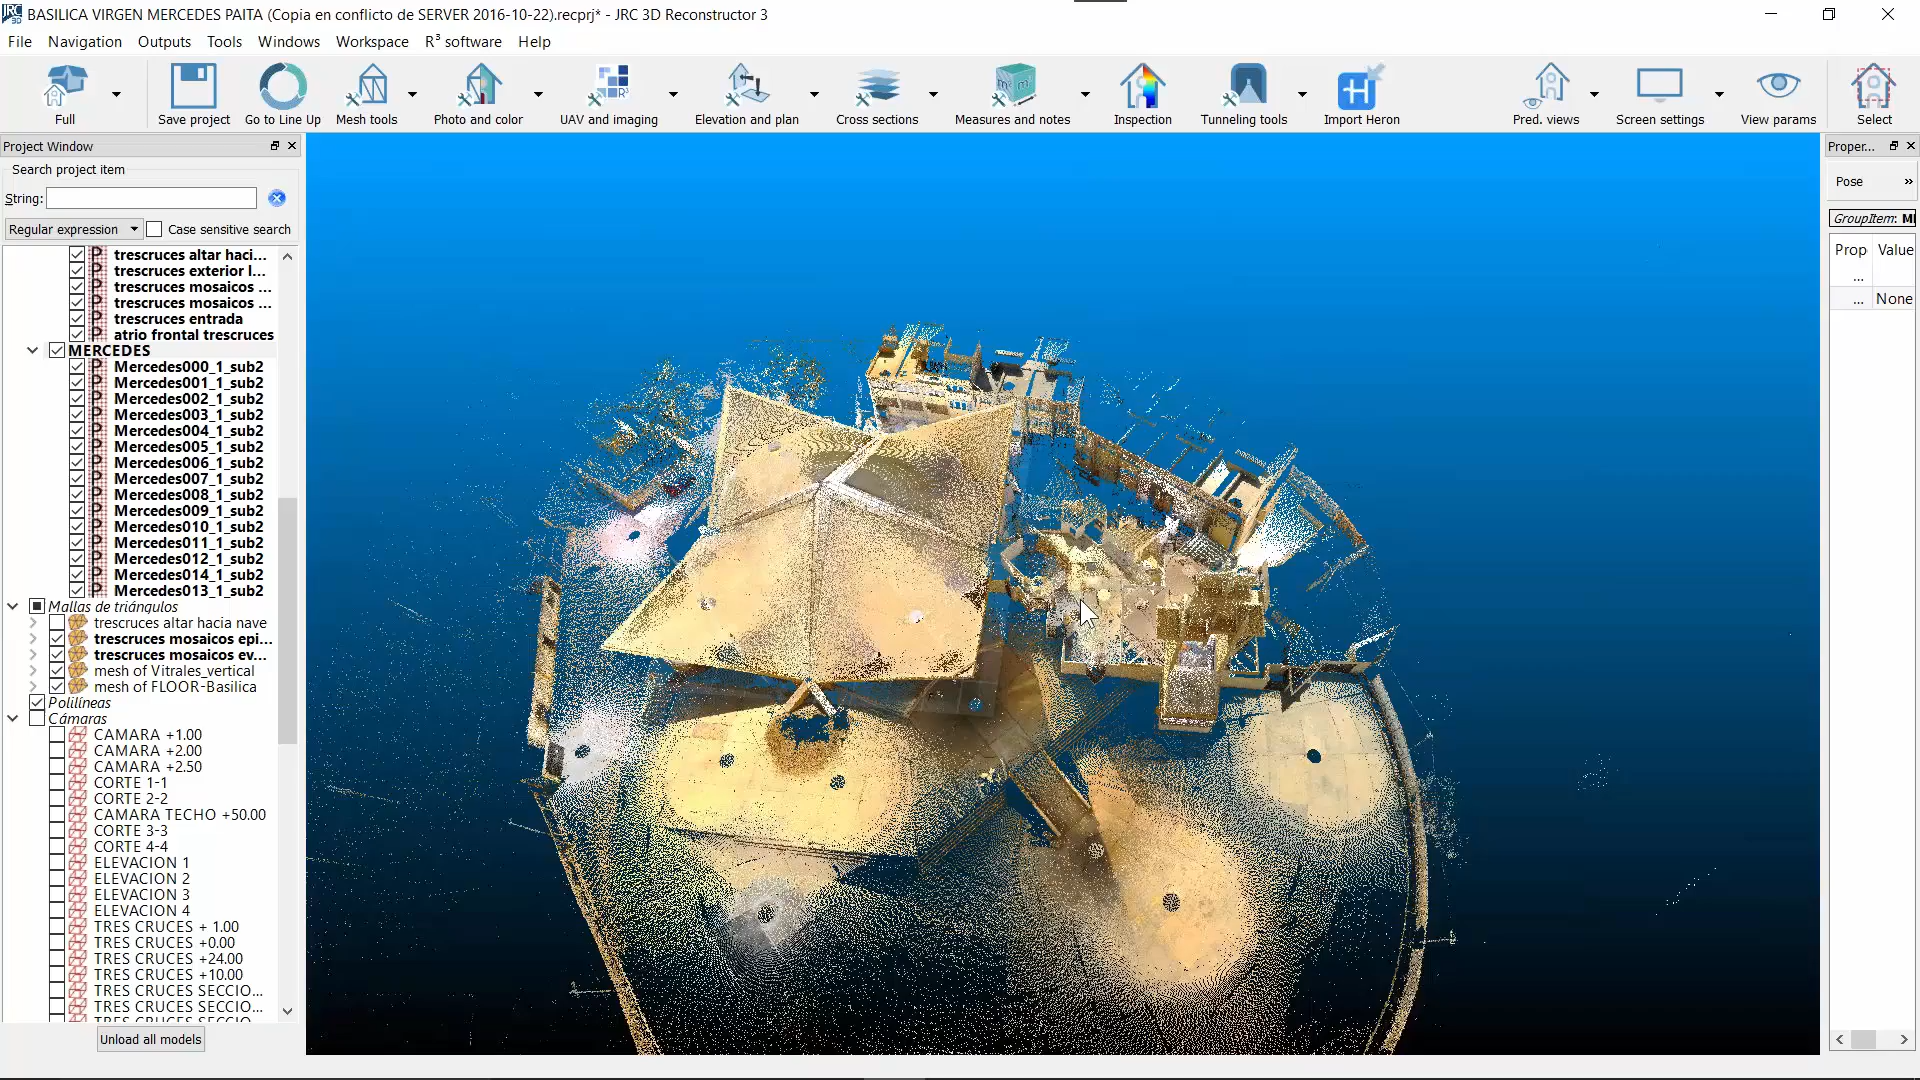 BASILICA VIRGEN MERCEDES PAITA (Copia en conflicto de SERVER 2016-10-22).recprj* - JRC 3D Reconstructor 3
File Navigation Outputs Tools Windows Workspace R³ software Help
Full Save project Go to Line Up Mesh tools Photo and color UAV and imaging Elevation and plan Cross sections Measures and notes Inspection Tunneling tools Import Heron Pred. views Screen settings View params Select
Project Window
Search project item
String:
Regular expression Case sensitive search
trescruces altar haci...
trescruces exterior l...
trescruces mosaicos ...
trescruces mosaicos ...
trescruces entrada
atrio frontal trescruces
MERCEDES
Mercedes000_1_sub2
Mercedes001_1_sub2
Mercedes002_1_sub2
Mercedes003_1_sub2
Mercedes004_1_sub2
Mercedes005_1_sub2
Mercedes006_1_sub2
Mercedes007_1_sub2
Mercedes008_1_sub2
Mercedes009_1_sub2
Mercedes010_1_sub2
Mercedes011_1_sub2
Mercedes012_1_sub2
Mercedes014_1_sub2
Mercedes013_1_sub2
Mallas de triángulos
trescruces altar hacia nave
trescruces mosaicos epi...
trescruces mosaicos ev...
mesh of Vitrales_vertical
mesh of FLOOR-Basilica
Polilíneas
Cámaras
CAMARA +1.00
CAMARA +2.00
CAMARA +2.50
CORTE 1-1
CORTE 2-2
CAMARA TECHO +50.00
CORTE 3-3
CORTE 4-4
ELEVACION 1
ELEVACION 2
ELEVACION 3
ELEVACION 4
TRES CRUCES + 1.00
TRES CRUCES +0.00
TRES CRUCES +24.00
TRES CRUCES +10.00
TRES CRUCES SECCIO...
TRES CRUCES SECCIO...
TRES CRUCES SECCIO...
Unload all models
Proper...
Pose »
GroupItem: M
Prop Value
...
... None